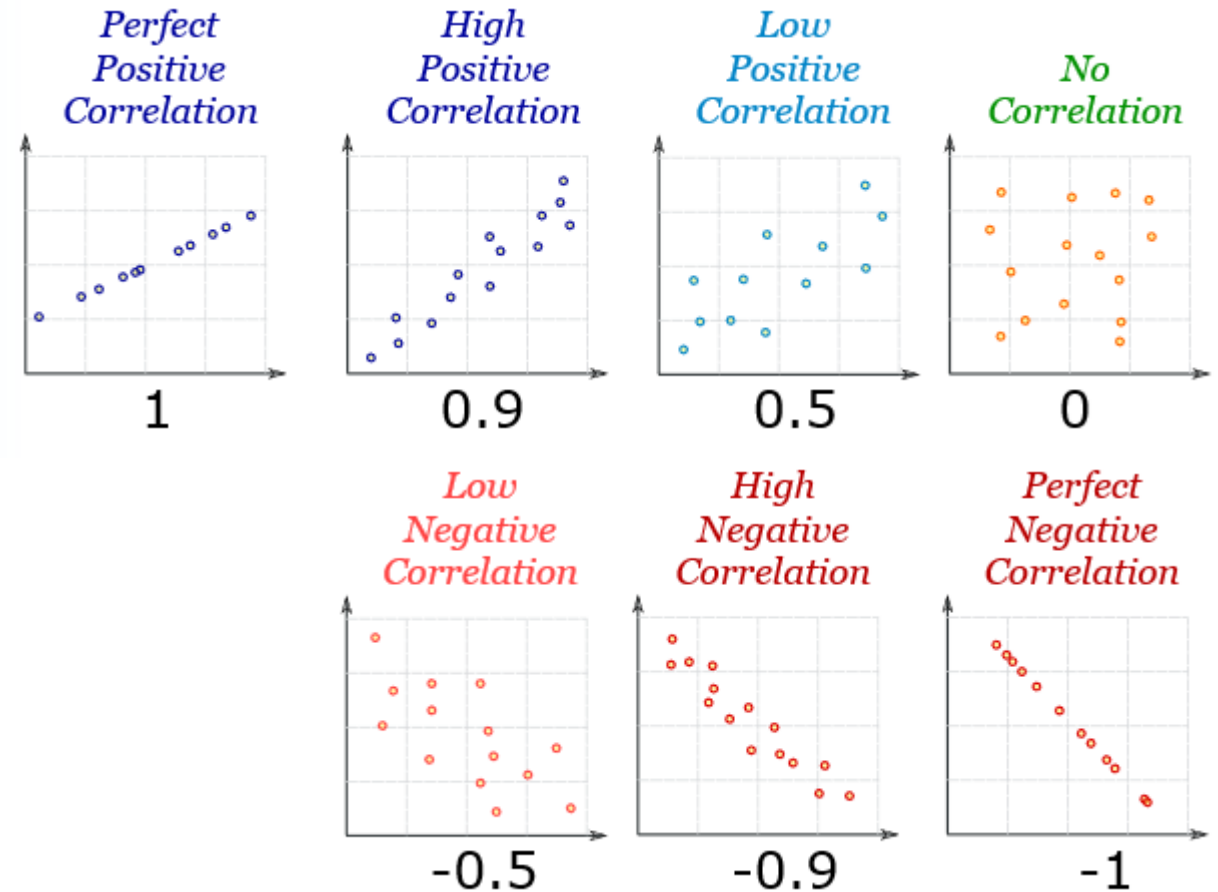 Perfect
Positive
Correlation
High
Positive
Correlation
Low
Positive
Correlation
No
Correlation
1
0.9
0.5
0
Low
Negative
Correlation
High
Negative
Correlation
Perfect
Negative
Correlation
-0.5
-0.9
-1